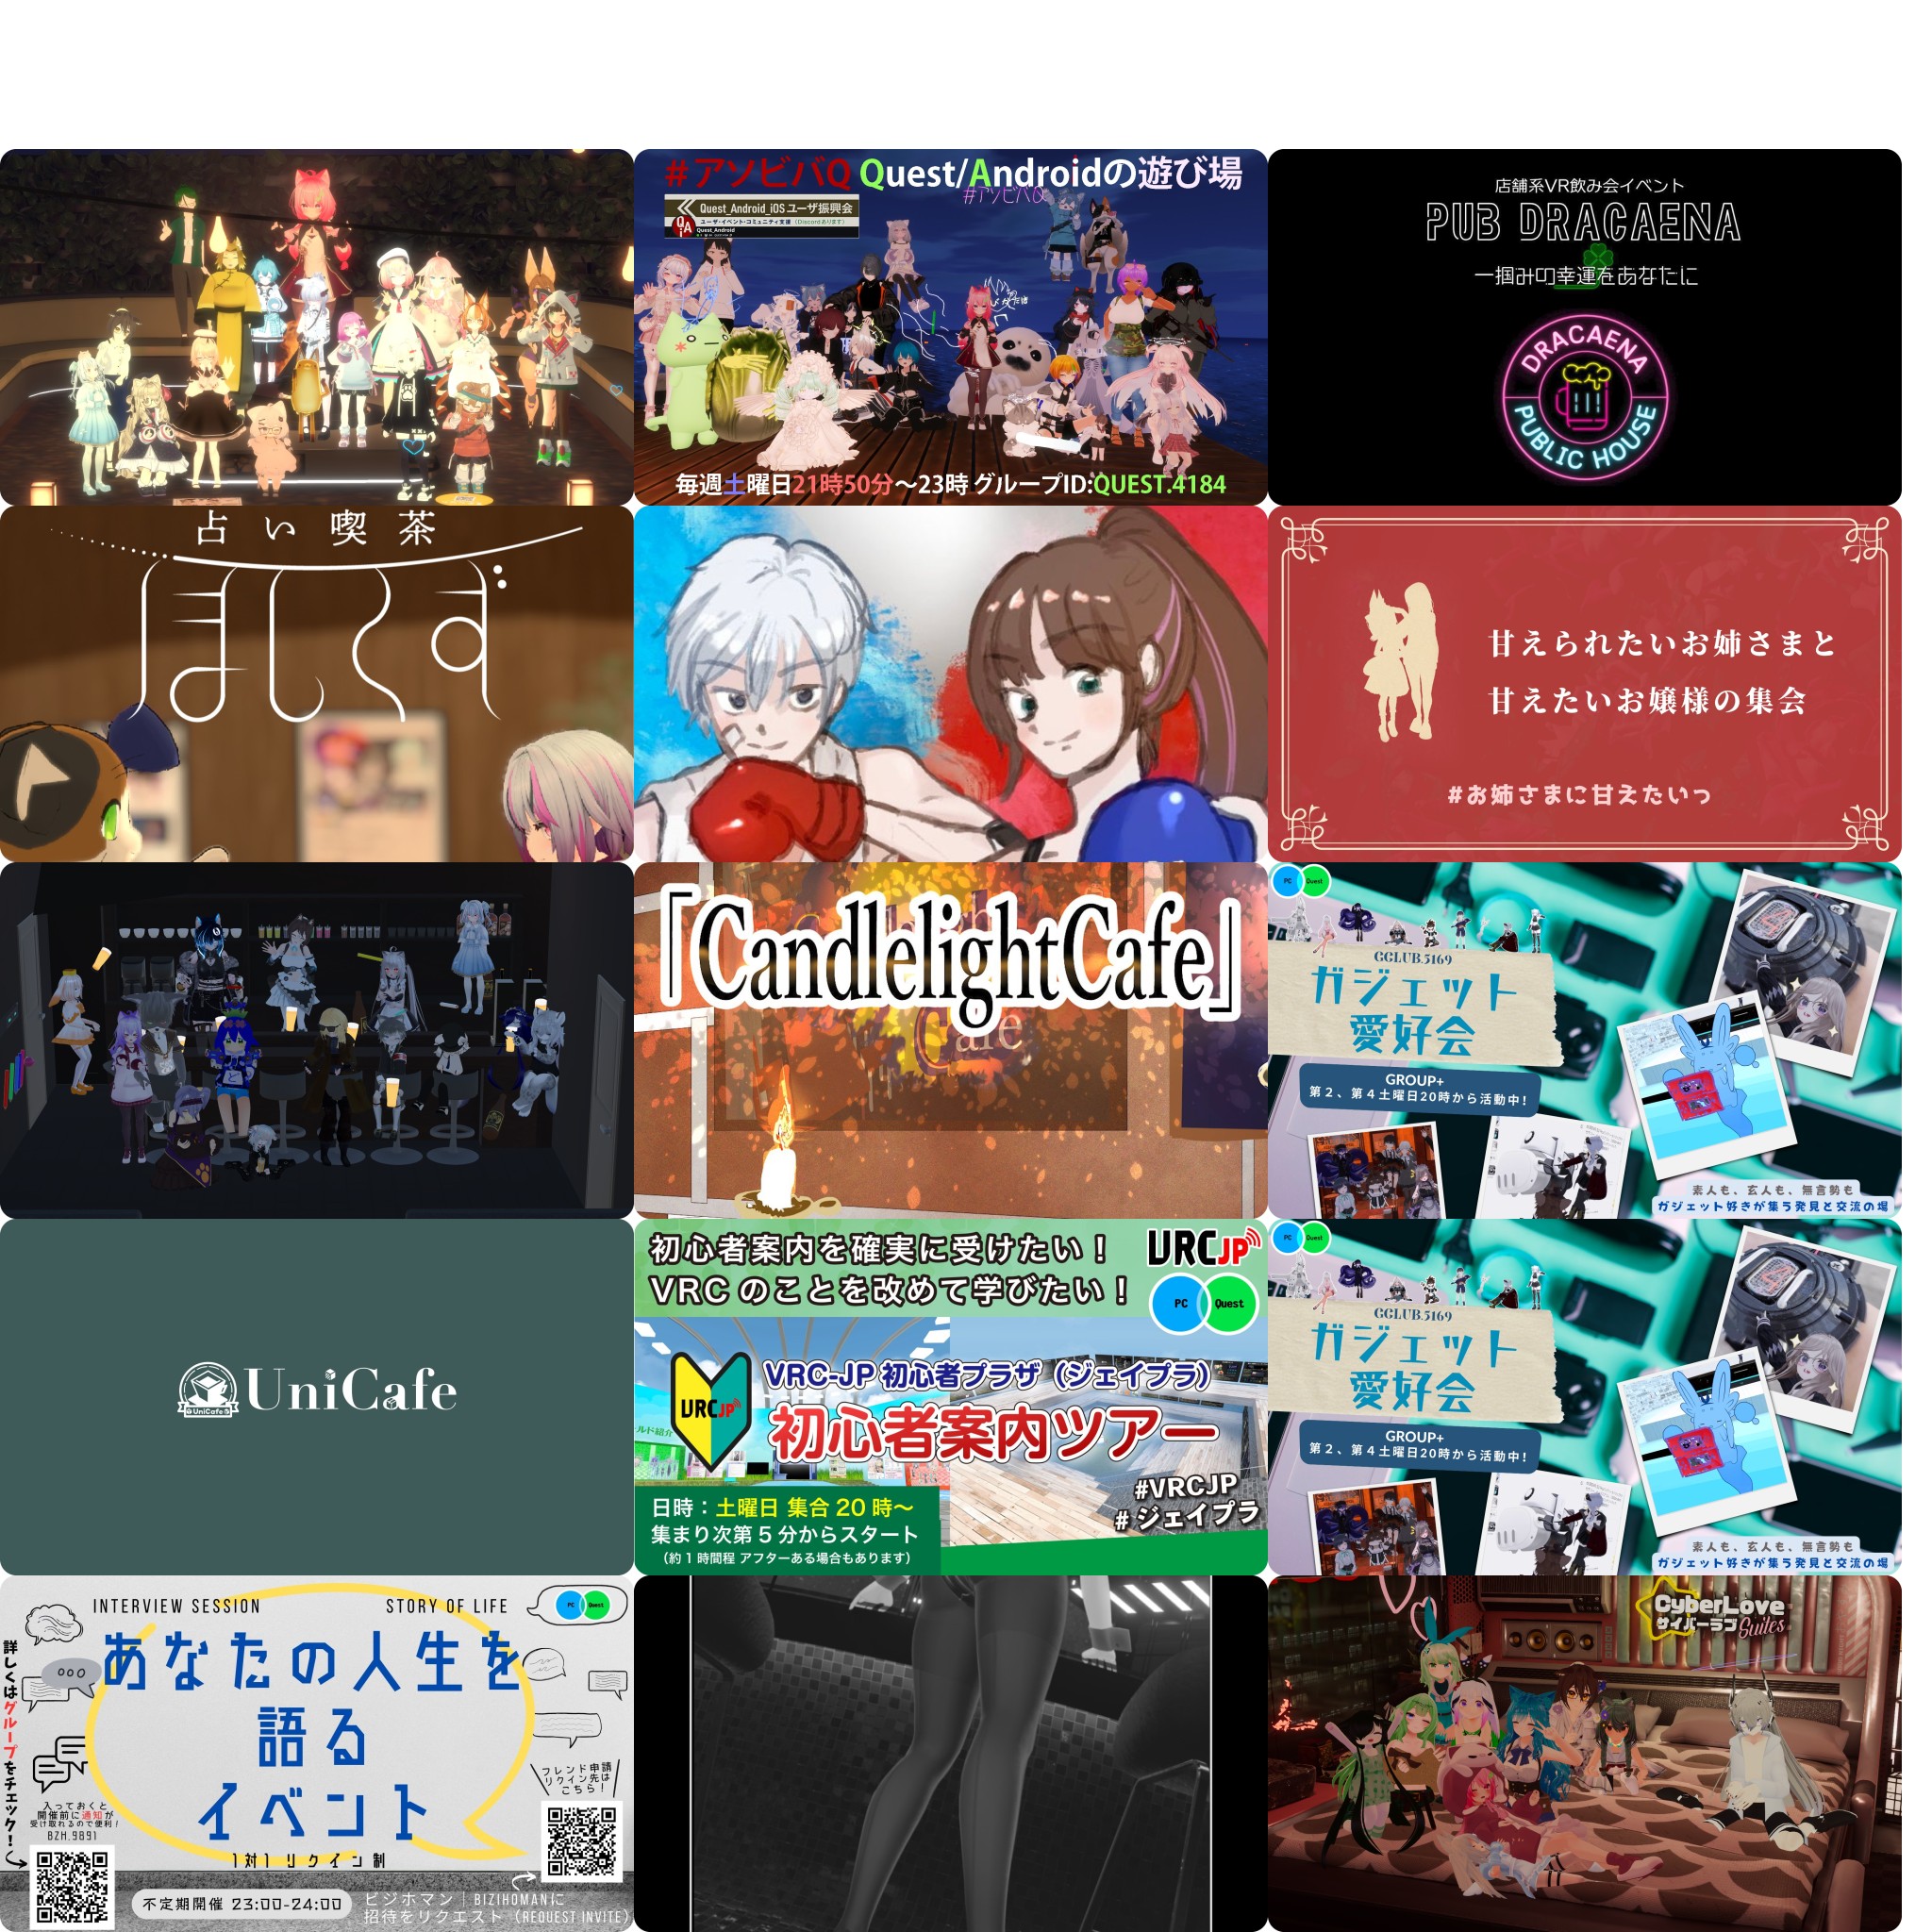 #アソビバQ Quest/Androidの遊び場
#アソビバQ
Quest_Android_iOSユーザ振興会
ユーザ・イベント・コミュニティ支援（Discordあります）
Quest_Android
毎週土曜日21時50分～23時 グループID:QUEST.4184
店舗系VR飲み会イベント
PUB DRACAENA
一掴みの幸運をあなたに
DRACAENA
PUBLIC HOUSE
占い喫茶
ほしくず
甘えられたいお姉さまと
甘えたいお嬢様の集会
#お姉さまに甘えたいっ
「CandlelightCafe」
PC Quest
GCLUB.5169
ガジェット
愛好会
GROUP+
第２、第４土曜日20時から活動中!
素人も、玄人も、無言勢も
ガジェット好きが集う発見と交流の場
UniCafe
UniCafe
初心者案内を確実に受けたい！
VRCのことを改めて学びたい！
VRCJP
PC Quest
VRC-JP 初心者プラザ（ジェイプラ）
VRCJP
初心者案内ツアー
#VRCJP
#ジェイプラ
日時：土曜日 集合20時～
集まり次第5分からスタート
（約1時間程 アフターある場合もあります）
PC Quest
GCLUB.5169
ガジェット
愛好会
GROUP+
第２、第４土曜日20時から活動中!
素人も、玄人も、無言勢も
ガジェット好きが集う発見と交流の場
INTERVIEW SESSION
STORY OF LIFE
PC Quest
あなたの人生を
語る
イベント
1対1 リクイン制
詳しくはグループをチェック！
入っておくと
開催前に通知が
受け取れるので便利！
BZH.9891
フレンド申請
リクイン先は
こちら！
不定期開催 23:00-24:00
ビジホマン｜BIZIHOMANに
招待をリクエスト（REQUEST INVITE）
CyberLove
サイバーラブ Suites